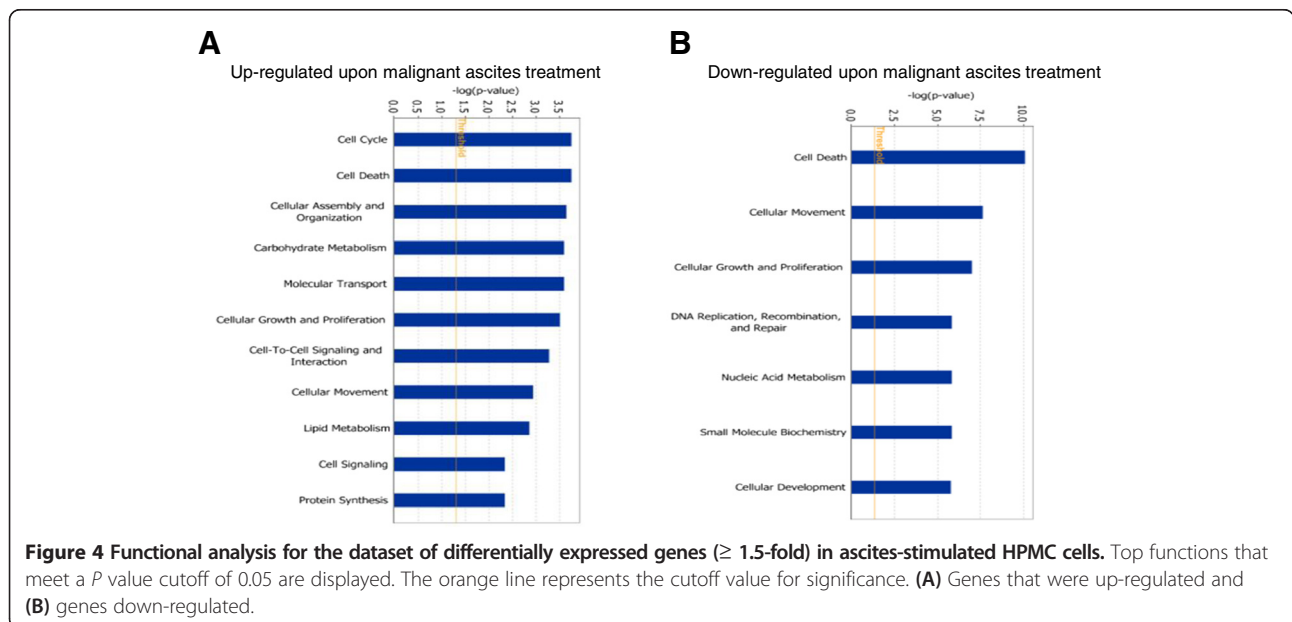 A
Up-regulated upon malignant ascites treatment
-log(p-value)
0.0 0.5 1.0 1.5 2.0 2.5 3.0 3.5
Threshold
Cell Cycle
Cell Death
Cellular Assembly and
Organization
Carbohydrate Metabolism
Molecular Transport
Cellular Growth and Proliferation
Cell-To-Cell Signaling and
Interaction
Cellular Movement
Lipid Metabolism
Cell Signaling
Protein Synthesis
B
Down-regulated upon malignant ascites treatment
-log(p-value)
0.0 2.5 5.0 7.5 10.0
Threshold
Cell Death
Cellular Movement
Cellular Growth and Proliferation
DNA Replication, Recombination,
and Repair
Nucleic Acid Metabolism
Small Molecule Biochemistry
Cellular Development
Figure 4 Functional analysis for the dataset of differentially expressed genes (≥ 1.5-fold) in ascites-stimulated HPMC cells. Top functions that
meet a P value cutoff of 0.05 are displayed. The orange line represents the cutoff value for significance. (A) Genes that were up-regulated and
(B) genes down-regulated.